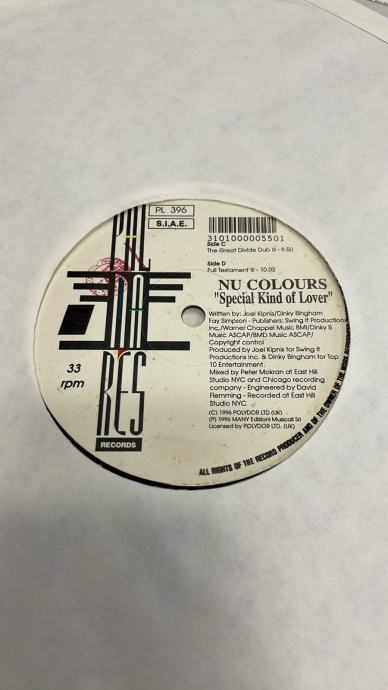 PL 396
S.I.A.E.
3101000005501
Side C
The Great Divide Dub III - 9.50
Side D
Full Testament III - 10.02
NU COLOURS
"Special Kind of Lover"
Written by: Joel Kipnis/Dinky Bingham
Fay Simpson - Publishers: Swing It Productions
Inc./Warner Chappel Music BMI/Dinky B
Music ASCAP/BMD Music ASCAP/
Copyright control
Produced by Joel Kipnis for Swing It
Productions Inc. & Dinky Bingham for Top
10 Entertainment.
Mixed by Peter Mokran at East Hill
Studio NYC and Chicago recording
company - Engineered by David
Flemming - Recorded at East Hill
Studio NYC
(C) 1996 POLYDOR LTD (UK)
(P) 1996 MANY Edizioni Musicali Srl
Licensed by POLYDOR LTD. (UK)
33
rpm
PAL
MA
RES
RECORDS
ALL RIGHTS OF THE RECORD PRODUCER AND OF THE OWNER OF THE WORK